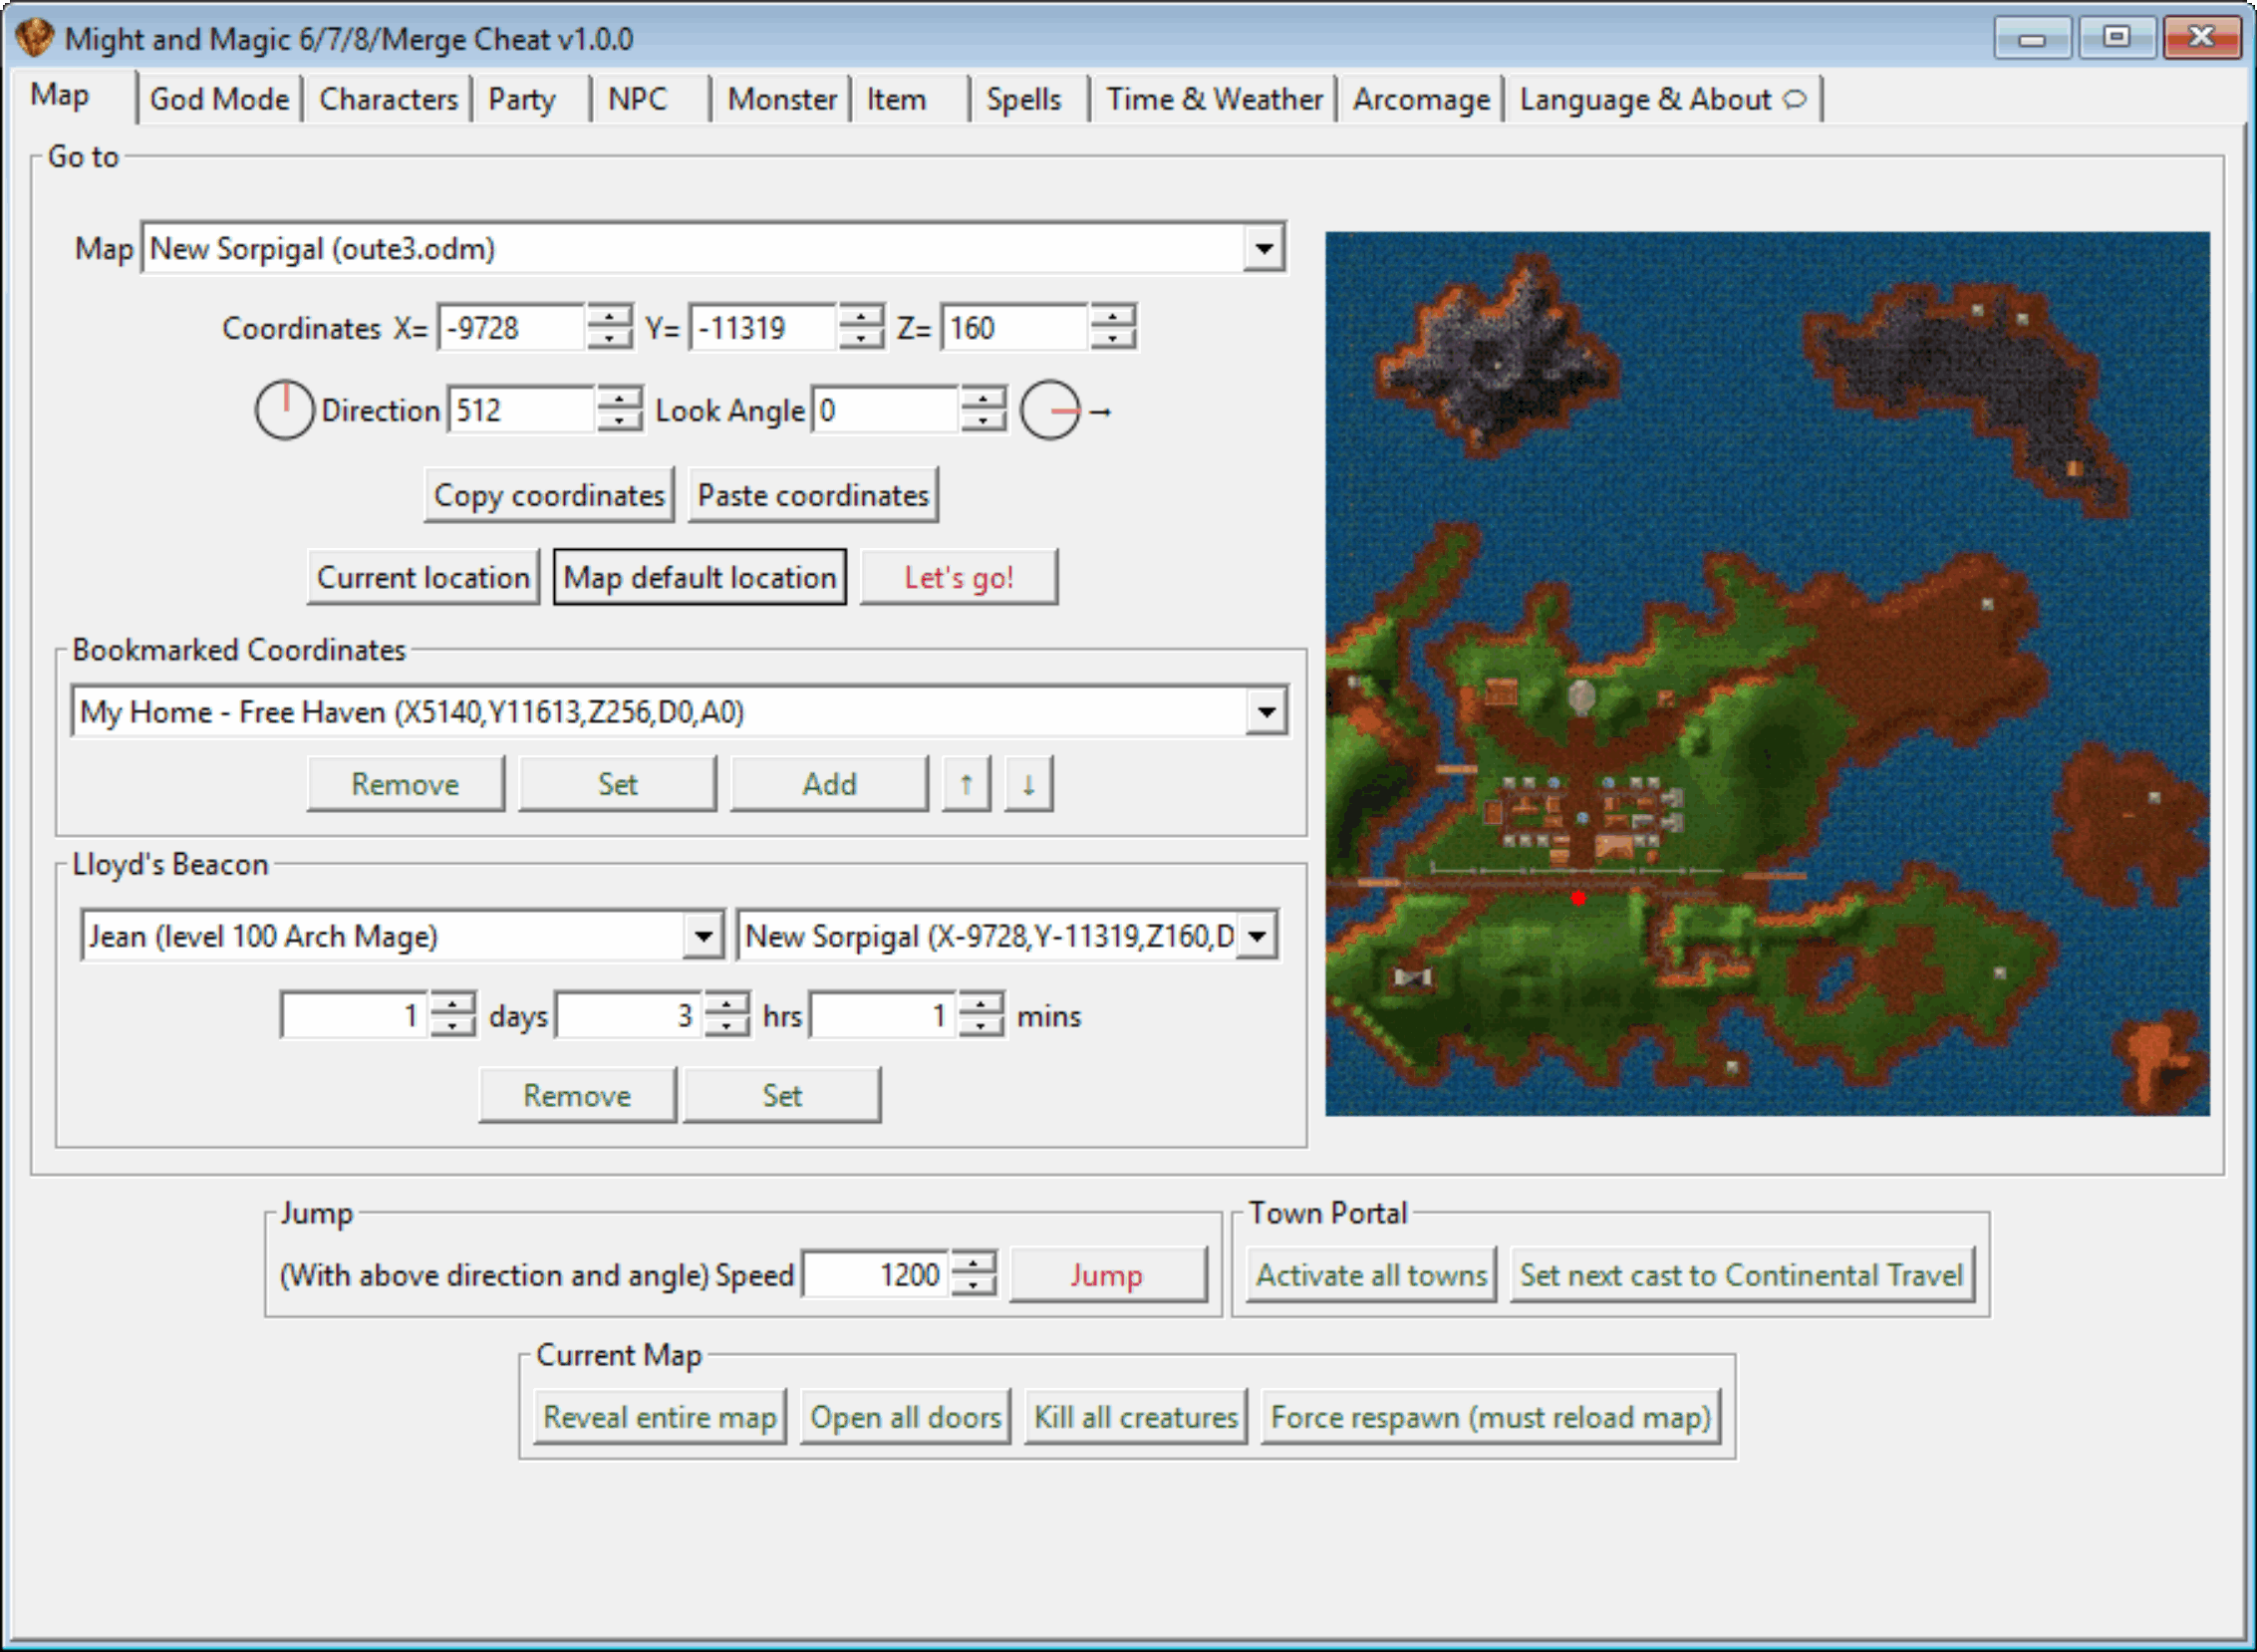 Might and Magic 6/7/8/Merge Cheat v1.0.0
Map God Mode Characters Party NPC Monster Item Spells Time & Weather Arcomage Language & About
Go to
Map New Sorpigal (oute3.odm)
Coordinates X= -9728 Y= -11319 Z= 160
Direction 512 Look Angle 0 →
Copy coordinates Paste coordinates
Current location Map default location Let's go!
Bookmarked Coordinates
My Home - Free Haven (X5140,Y11613,Z256,D0,A0)
Remove Set Add ↑ ↓
Lloyd's Beacon
Jean (level 100 Arch Mage) New Sorpigal (X-9728,Y-11319,Z160,D
1 days 3 hrs 1 mins
Remove Set
Jump
(With above direction and angle) Speed 1200 Jump
Town Portal
Activate all towns Set next cast to Continental Travel
Current Map
Reveal entire map Open all doors Kill all creatures Force respawn (must reload map)